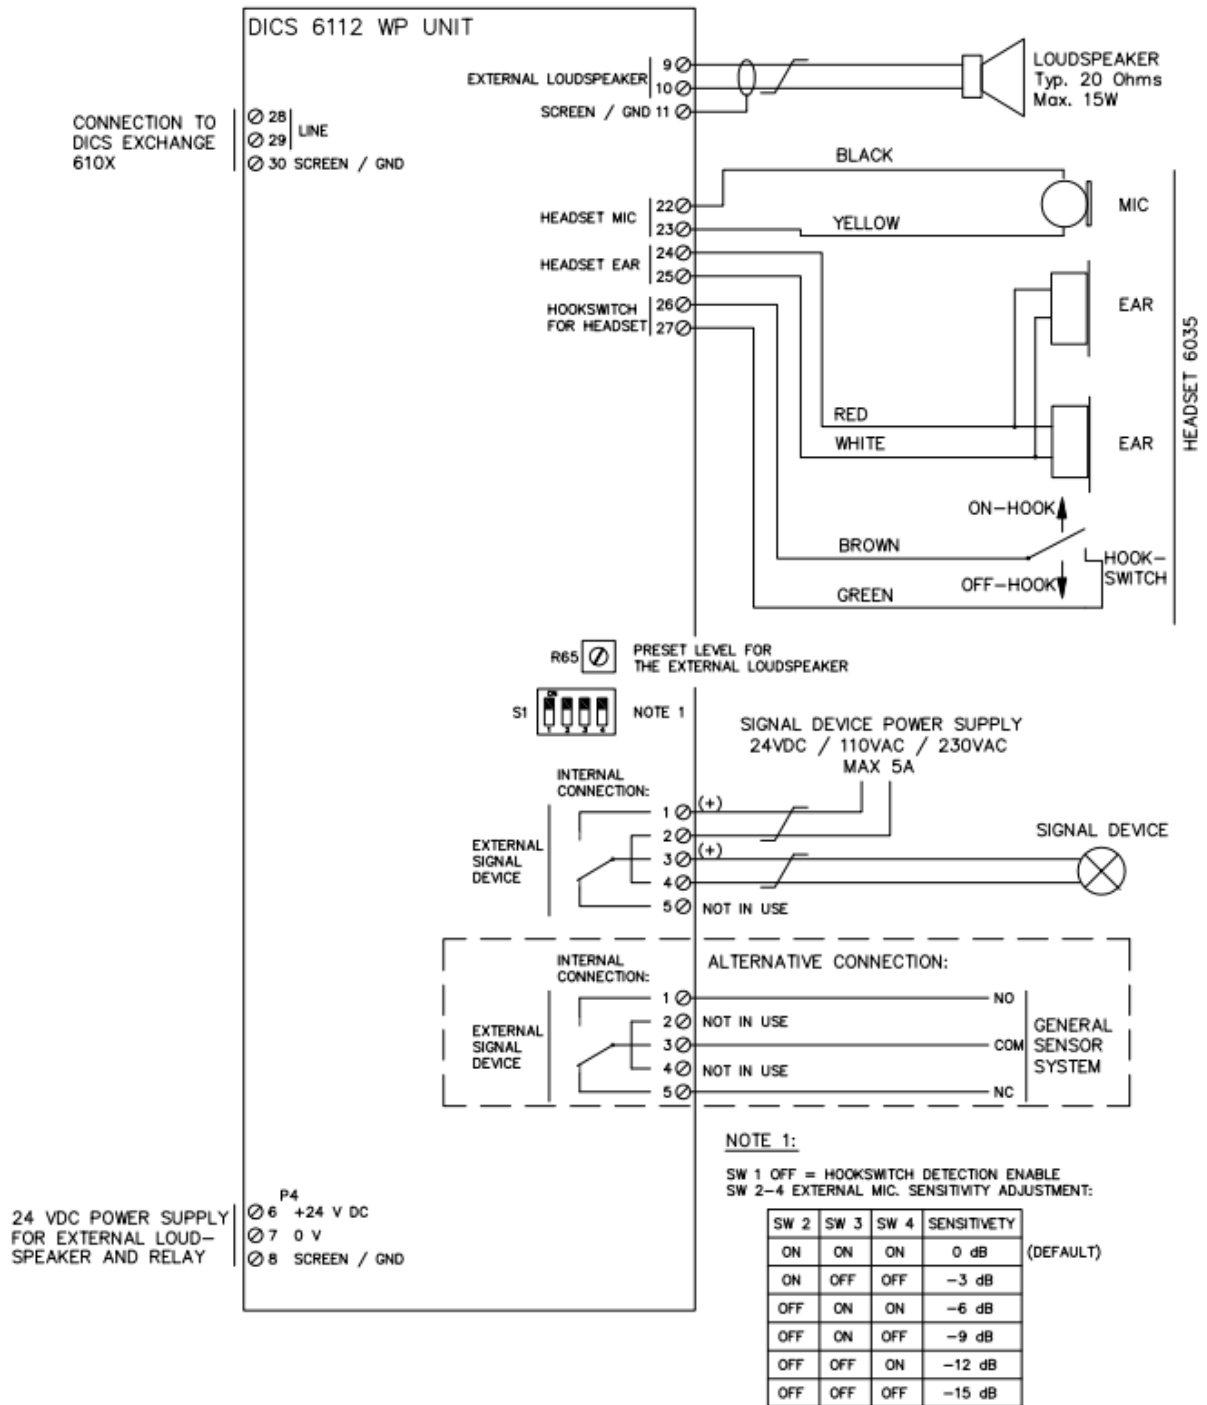 DICS 6112 WP UNIT
EXTERNAL LOUDSPEAKER
9
10
SCREEN / GND 11
LOUDSPEAKER
Typ. 20 Ohms
Max. 15W
CONNECTION TO
DICS EXCHANGE
610X
28
29
LINE
30 SCREEN / GND
BLACK
HEADSET MIC
22
23
YELLOW
MIC
HEADSET EAR
24
25
EAR
HOOKSWITCH
FOR HEADSET
26
27
HEADSET 6035
RED
WHITE
EAR
ON-HOOK
BROWN
HOOK-
SWITCH
OFF-HOOK
GREEN
R65
PRESET LEVEL FOR
THE EXTERNAL LOUDSPEAKER
S1
ON
1 2 3 4
NOTE 1
SIGNAL DEVICE POWER SUPPLY
24VDC / 110VAC / 230VAC
MAX 5A
INTERNAL
CONNECTION:
EXTERNAL
SIGNAL
DEVICE
1 (+)
2
3 (+)
4
5 NOT IN USE
SIGNAL DEVICE
INTERNAL
CONNECTION:
ALTERNATIVE CONNECTION:
EXTERNAL
SIGNAL
DEVICE
1 NO
2 NOT IN USE
3 COM
4 NOT IN USE
5 NC
GENERAL
SENSOR
SYSTEM
NOTE 1:
SW 1 OFF = HOOKSWITCH DETECTION ENABLE
SW 2-4 EXTERNAL MIC. SENSITIVITY ADJUSTMENT:
SW 2 SW 3 SW 4 SENSITIVETY
ON ON ON 0 dB (DEFAULT)
ON OFF OFF -3 dB
OFF ON ON -6 dB
OFF ON OFF -9 dB
OFF OFF ON -12 dB
OFF OFF OFF -15 dB
24 VDC POWER SUPPLY
FOR EXTERNAL LOUD-
SPEAKER AND RELAY
P4
6 +24 V DC
7 0 V
8 SCREEN / GND